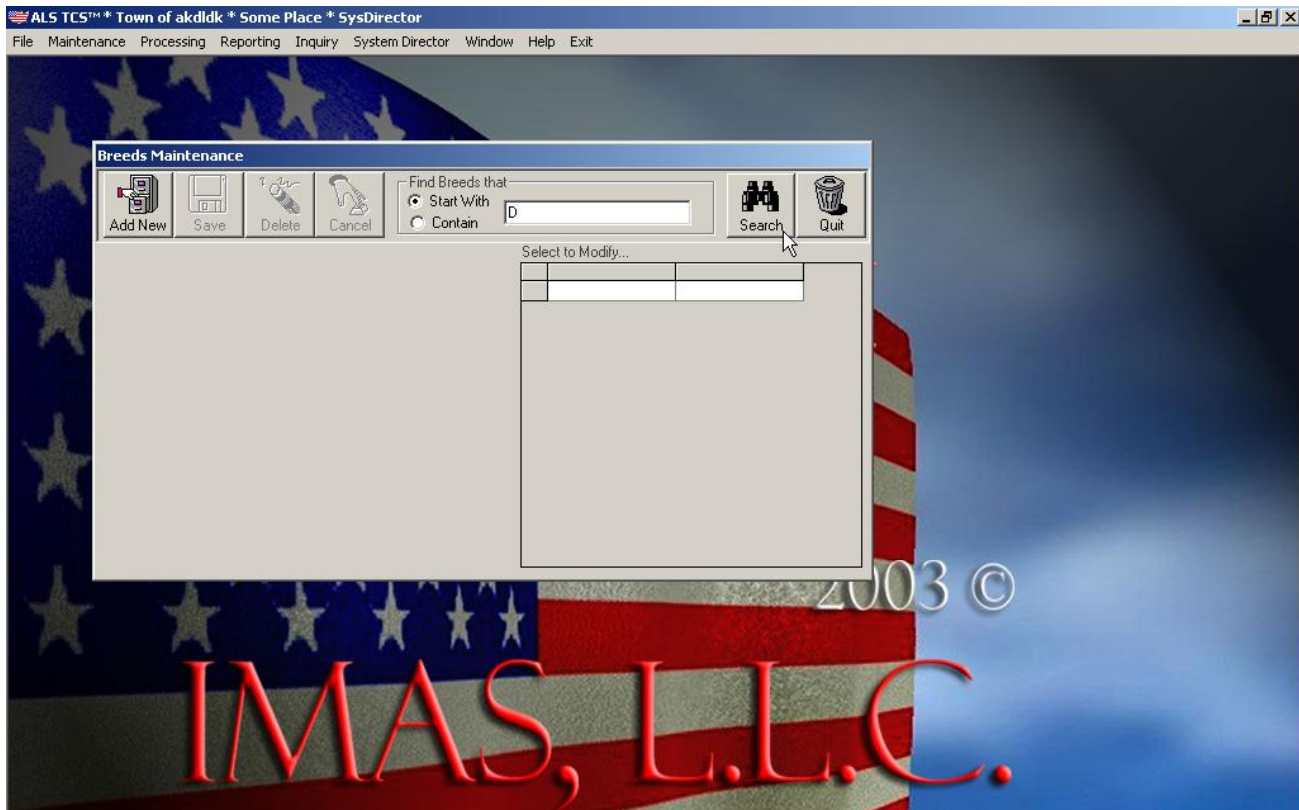 ALS TCS™ * Town of akdldk * Some Place * SysDirector
File Maintenance Processing Reporting Inquiry System Director Window Help Exit
Breeds Maintenance
Add New Save Delete Cancel
Find Breeds that
Start With
Contain
D
Search Quit
Select to Modify...
2003 ©
IMAS, L.L.C.